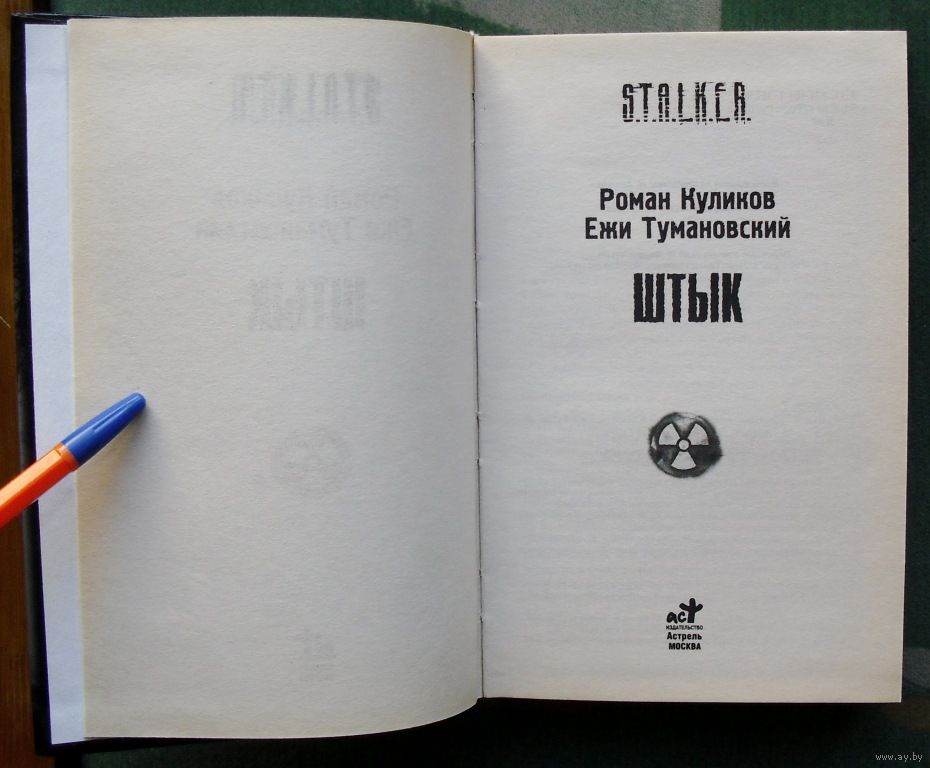 S.T.A.L.K.E.R.
Роман Куликов
Ежи Тумановский
ШТЫК
аст
ИЗДАТЕЛЬСТВО
Астрель
МОСКВА
www.ay.by